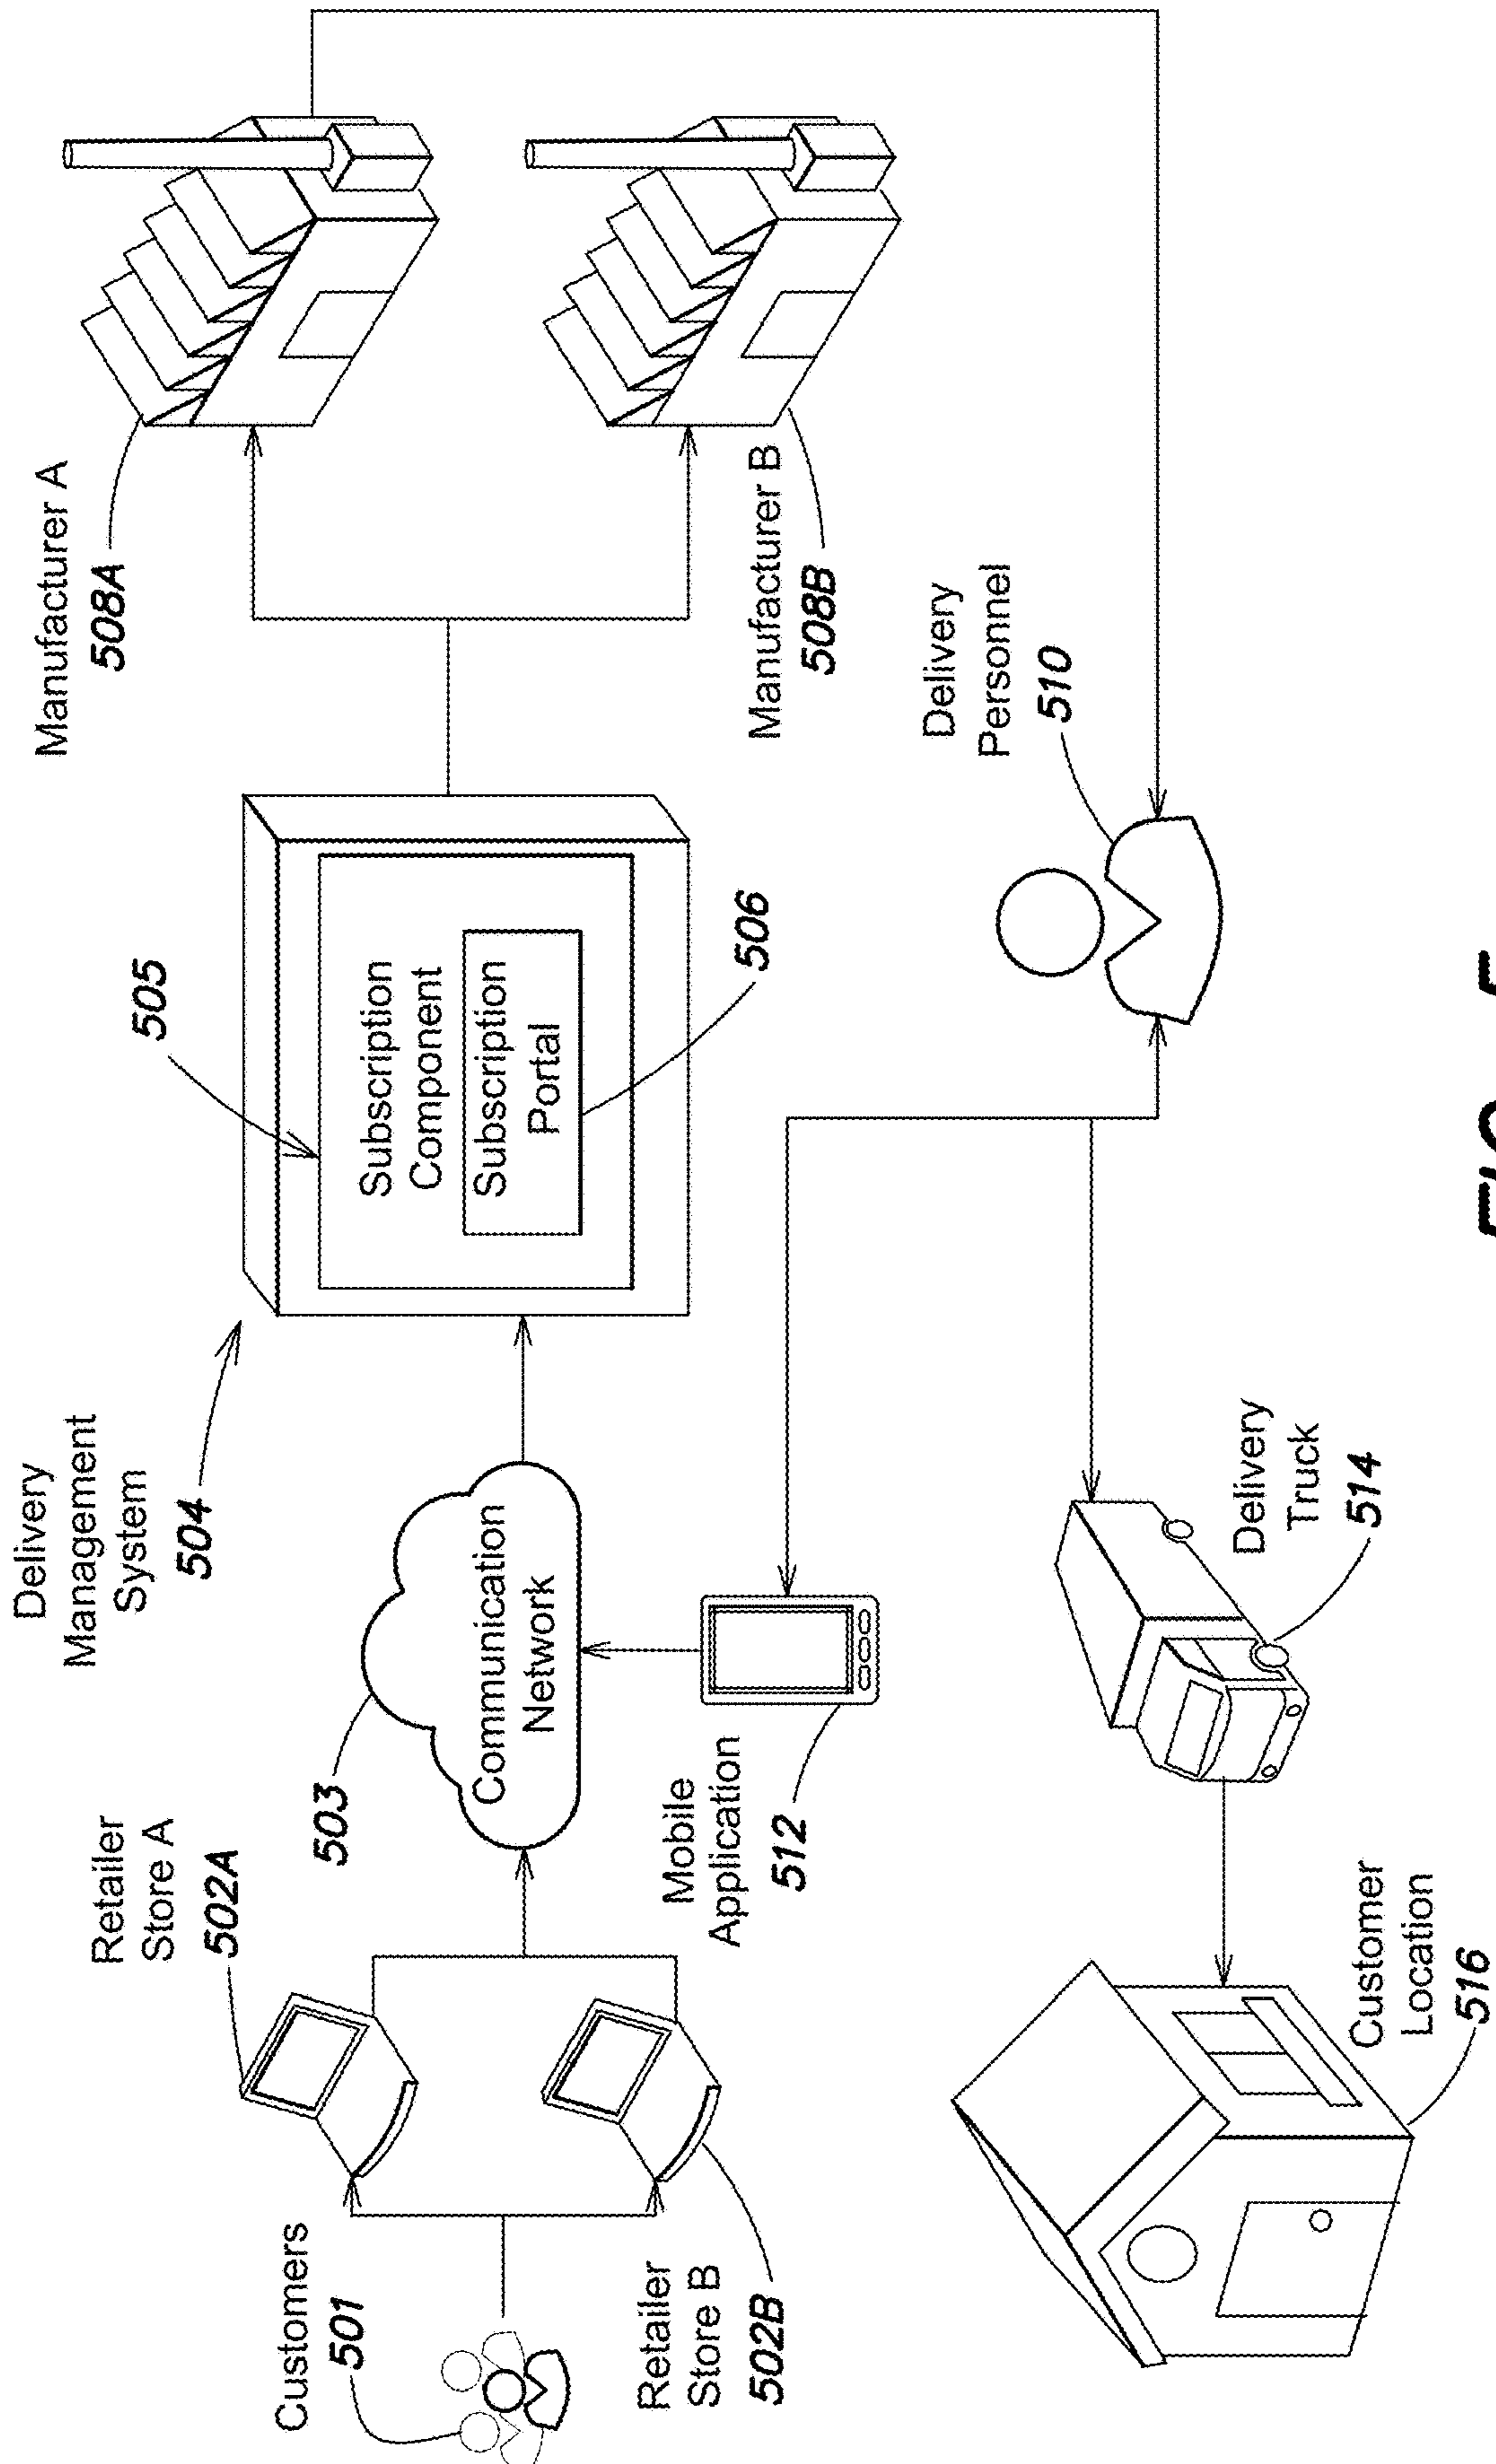 Customers
501
Retailer
Store A
502A
Retailer
Store B
502B
503
Communication
Network
Delivery
Management
System
504
505
Subscription
Component
Subscription
Portal
506
Manufacturer A
508A
Manufacturer B
508B
Delivery
Personnel
510
Mobile
Application
512
Delivery
Truck
514
Customer
Location
516